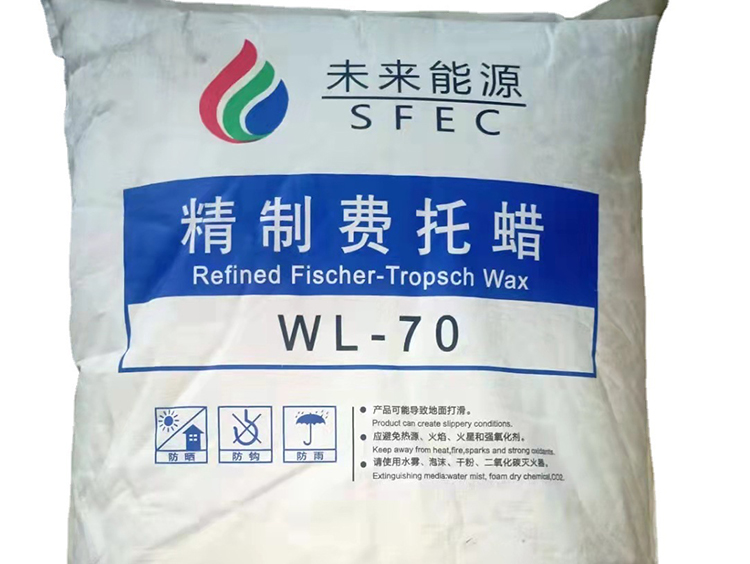 未来能源
SFEC
精制费托蜡
Refined Fischer-Tropsch Wax
WL-70
防晒
防钩
防雨
产品可能导致地面打滑。
Product can create slippery conditions.
应避免热源、火焰、火星和强氧化剂。
Keep away from heat,fire,sparks and strong oxidants.
请使用水雾、泡沫、干粉、二氧化碳灭火器。
Extinguishing media:water mist, foam dry chemical,CO2.